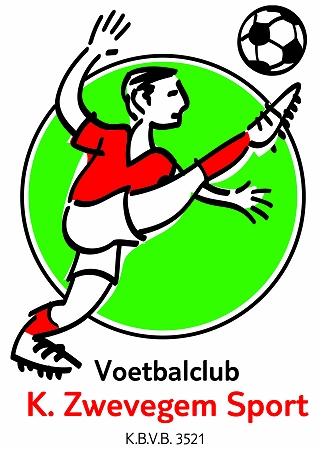 Voetbalclub
K. Zwevegem Sport
K.B.V.B. 3521